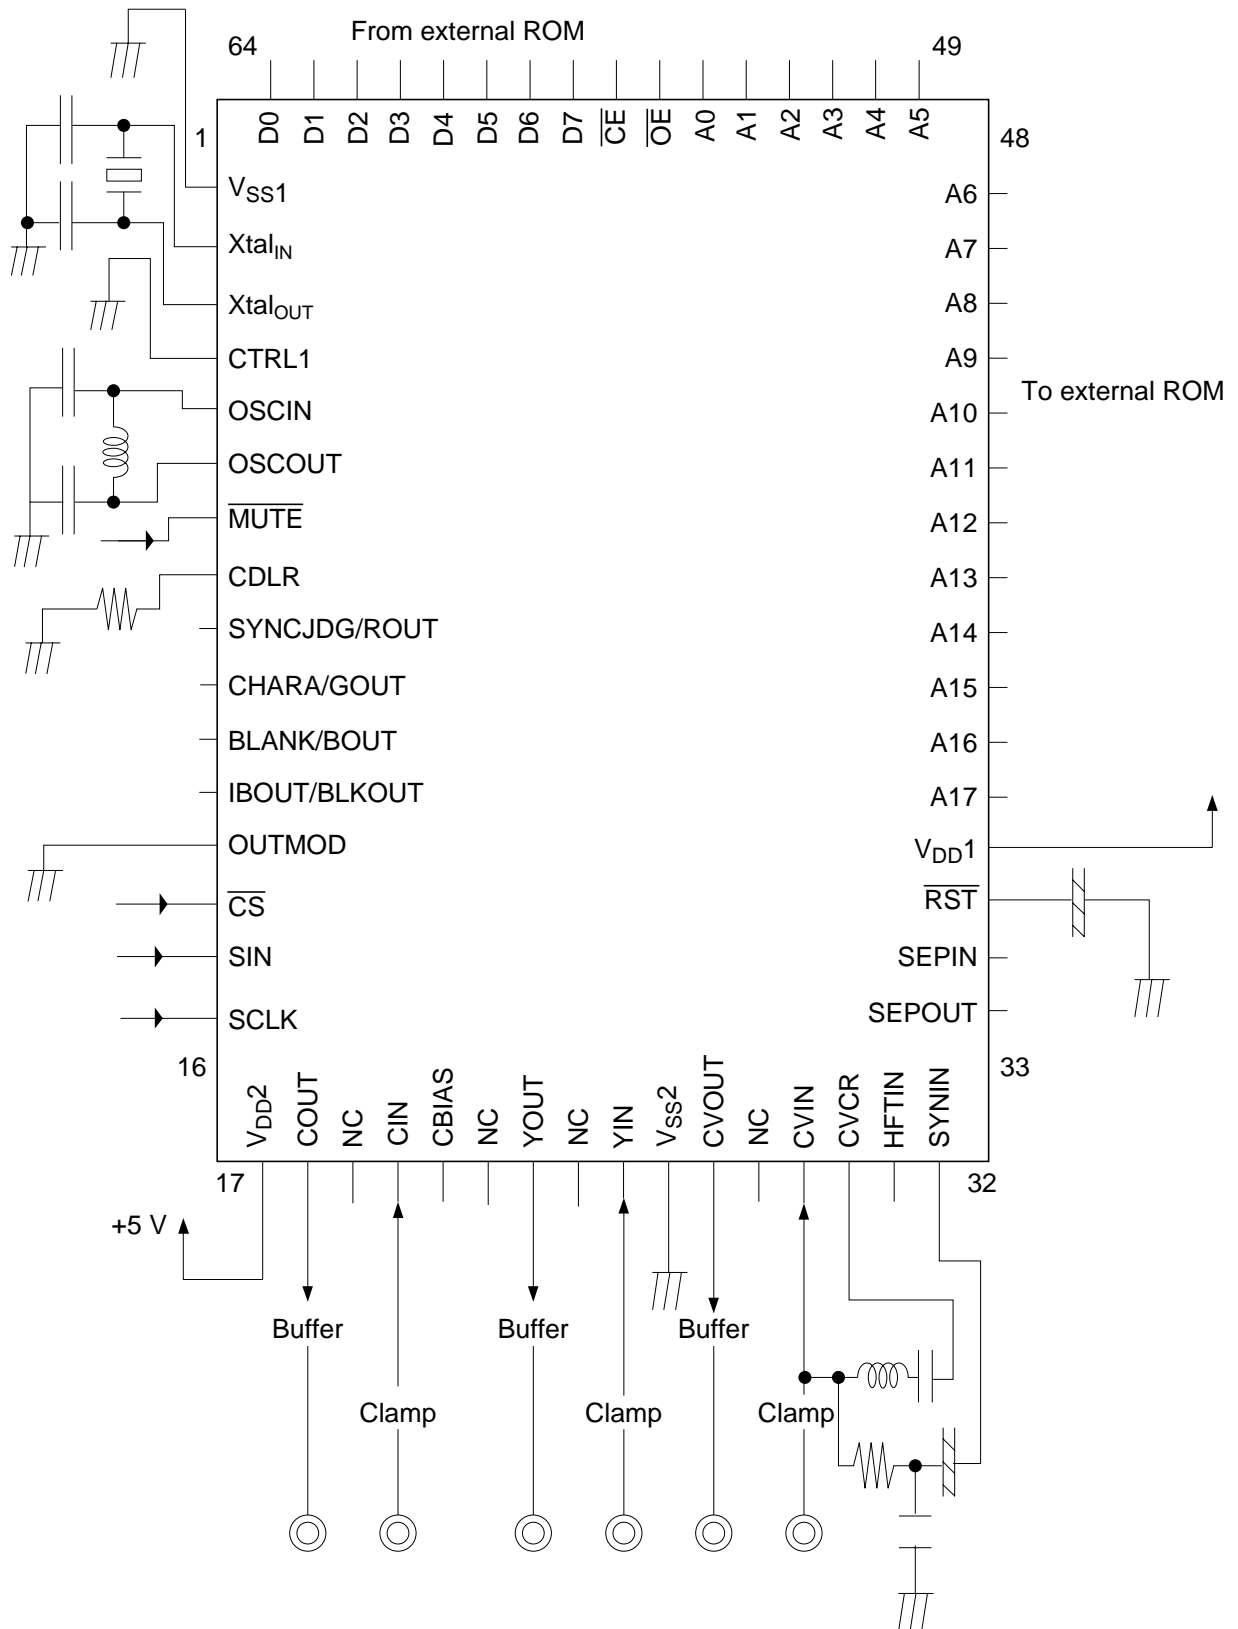 From external ROM
64
49
D0
D1
D2
D3
D4
D5
D6
D7
CE
OE
A0
A1
A2
A3
A4
A5
1
48
VSS1
XtalIN
XtalOUT
CTRL1
OSCIN
OSCOUT
MUTE
CDLR
SYNCJDG/ROUT
CHARA/GOUT
BLANK/BOUT
IBOUT/BLKOUT
OUTMOD
CS
SIN
SCLK
A6
A7
A8
A9
A10
A11
A12
A13
A14
A15
A16
A17
VDD1
RST
SEPIN
SEPOUT
To external ROM
16
33
VDD2
COUT
NC
CIN
CBIAS
NC
YOUT
NC
YIN
VSS2
CVOUT
NC
CVIN
CVCR
HFTIN
SYNIN
17
32
+5 V
Buffer
Buffer
Buffer
Clamp
Clamp
Clamp